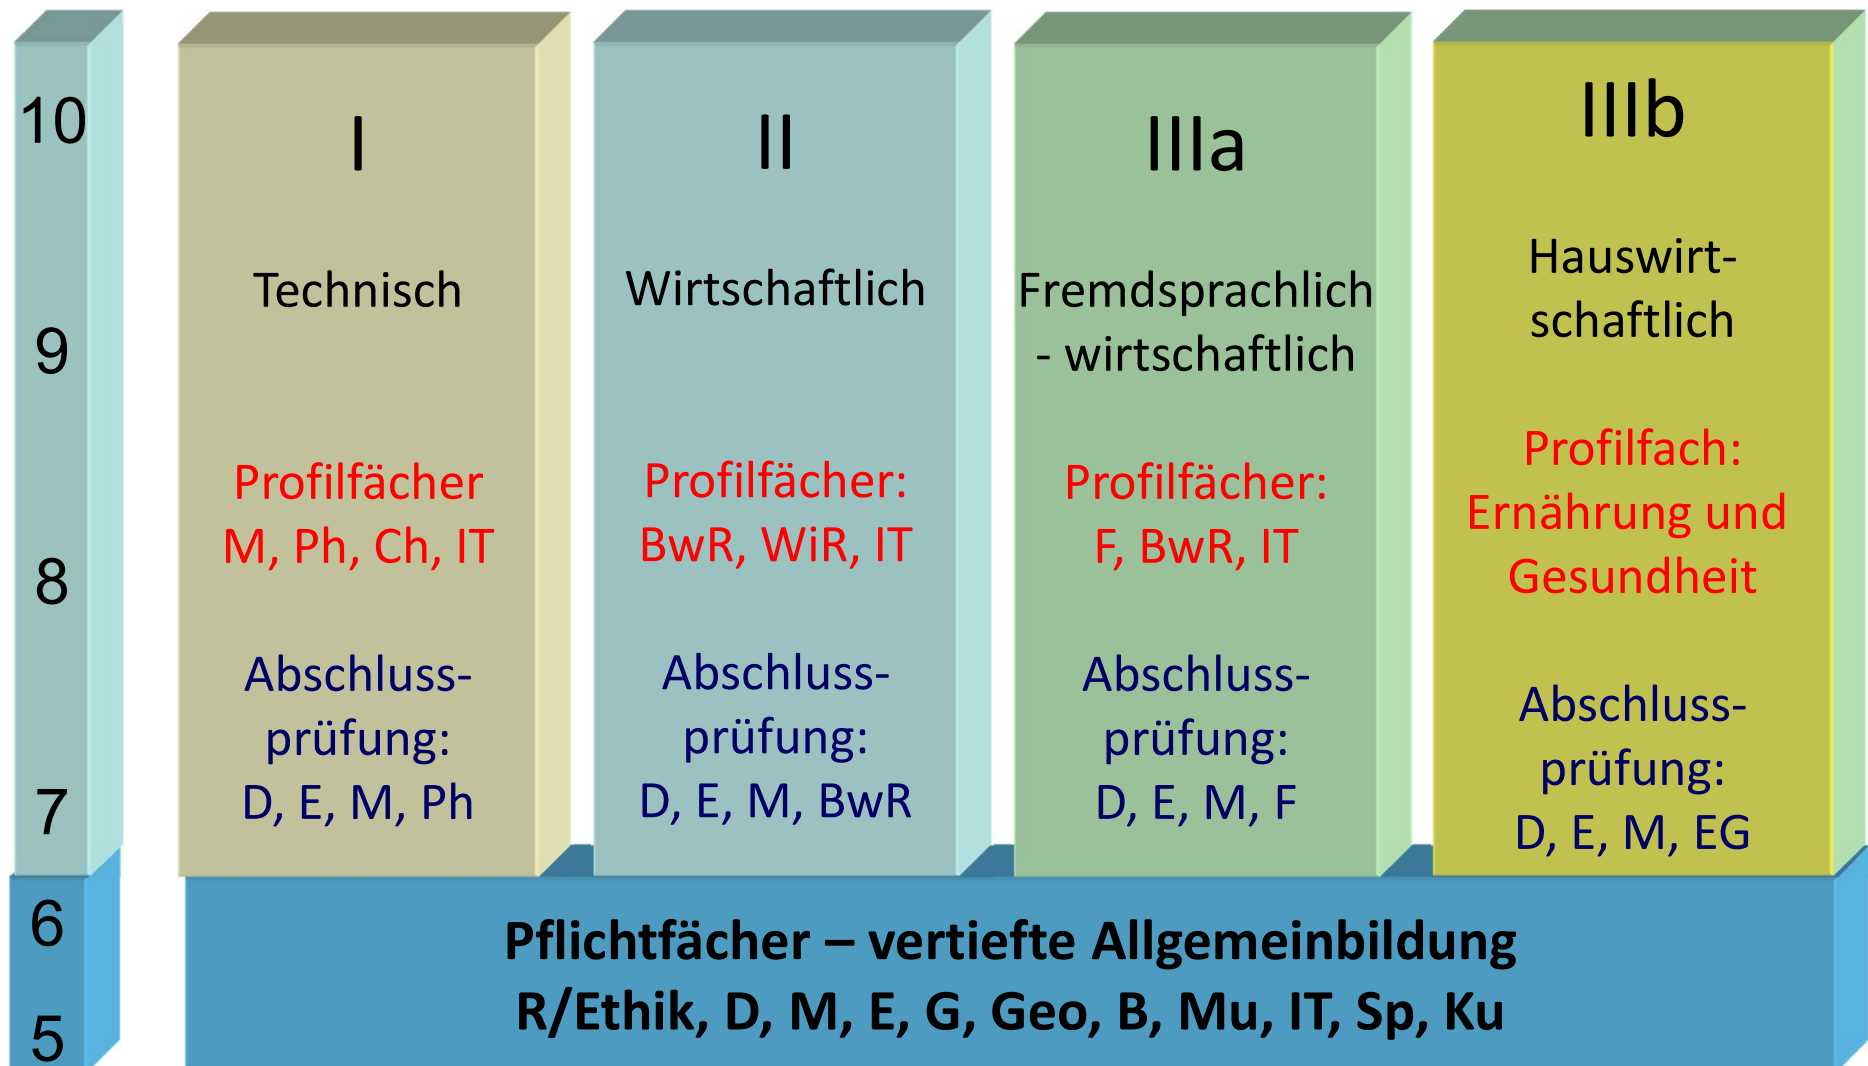 10
9
8
7
6
5
I
Technisch
Profilfächer
M, Ph, Ch, IT
Abschluss-
prüfung:
D, E, M, Ph
II
Wirtschaftlich
Profilfächer:
BwR, WiR, IT
Abschluss-
prüfung:
D, E, M, BwR
IIIa
Fremdsprachlich
- wirtschaftlich
Profilfächer:
F, BwR, IT
Abschluss-
prüfung:
D, E, M, F
IIIb
Hauswirt-
schaftlich
Profilfach:
Ernährung und
Gesundheit
Abschluss-
prüfung:
D, E, M, EG
Pflichtfächer – vertiefte Allgemeinbildung
R/Ethik, D, M, E, G, Geo, B, Mu, IT, Sp, Ku